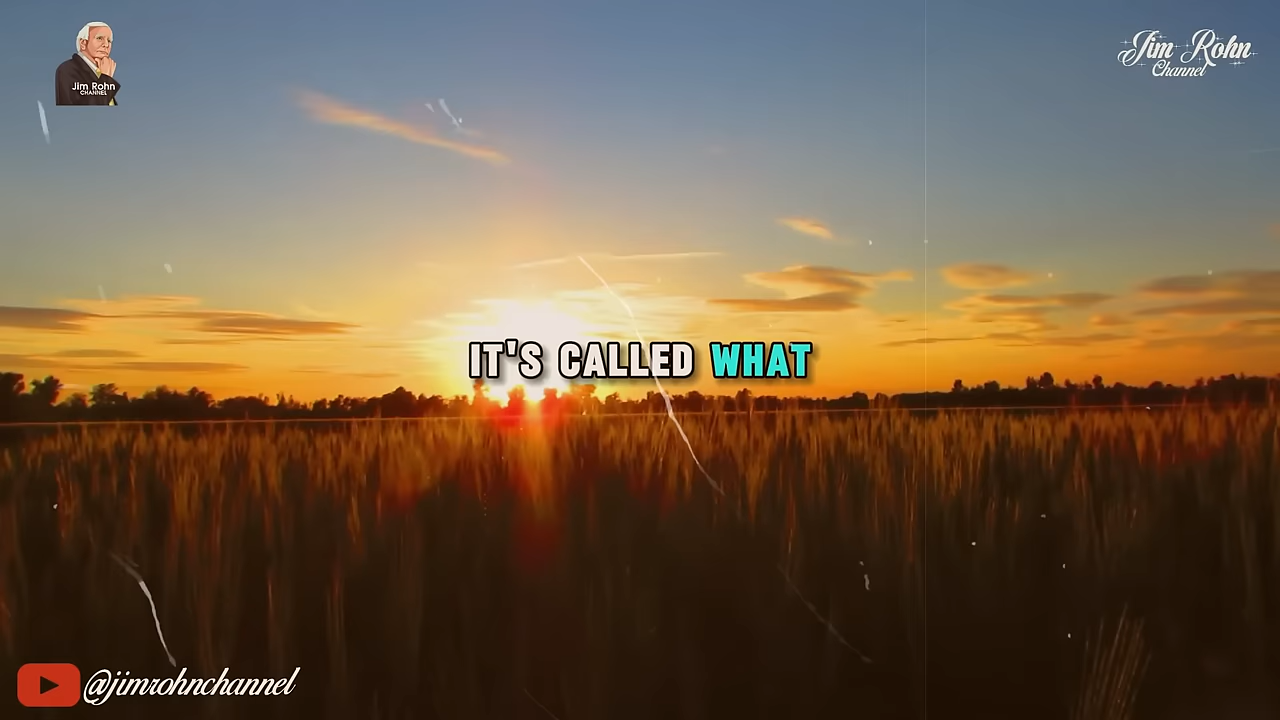 Jim Rohn
CHANNEL
Jim Rohn
Channel
IT'S CALLED WHAT
@jimrohnchannel